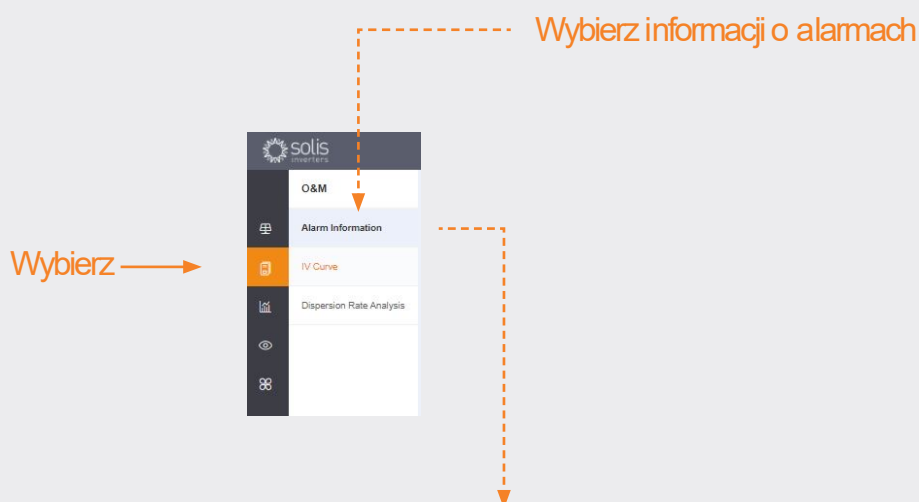 Wybierz informacji o alarmach
solis
inverters
O&M
Alarm Information
Wybierz
IV Curve
Dispersion Rate Analysis